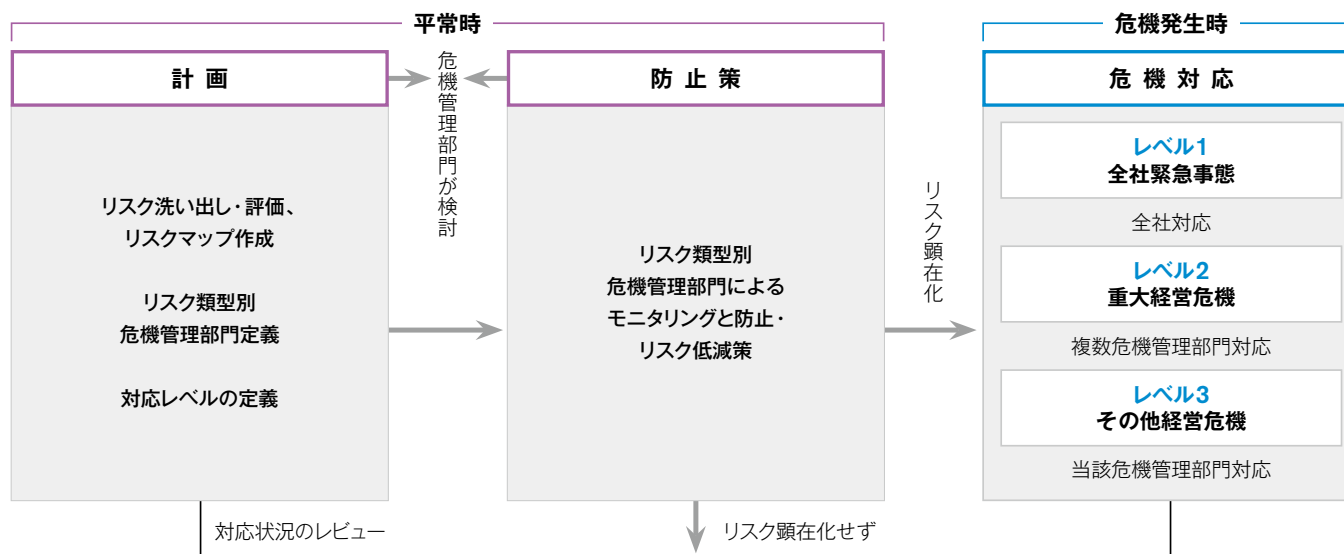 平常時
計画
危機管理部門が検討
防止策
リスク洗い出し・評価、
リスクマップ作成
リスク類型別
危機管理部門定義
対応レベルの定義
リスク類型別
危機管理部門による
モニタリングと防止・
リスク低減策
リスク顕在化
危機発生時
危機対応
レベル1
全社緊急事態
全社対応
レベル2
重大経営危機
複数危機管理部門対応
レベル3
その他経営危機
当該危機管理部門対応
対応状況のレビュー
リスク顕在化せず